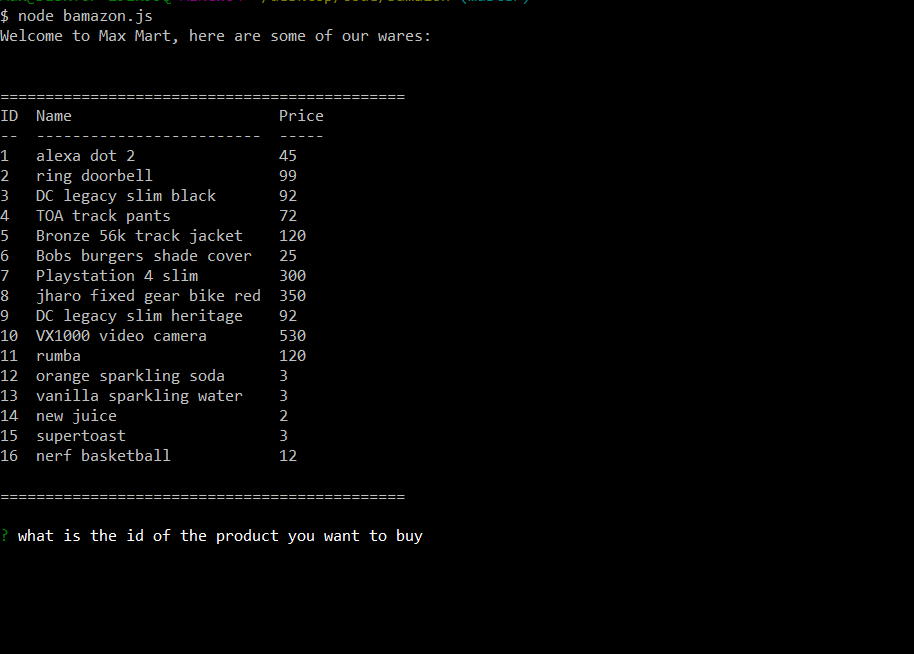 $ node bamazon.js
Welcome to Max Mart, here are some of our wares:
=============================================
ID  Name                       Price
--  -------------------------  -----
1   alexa dot 2                45
2   ring doorbell              99
3   DC legacy slim black       92
4   TOA track pants            72
5   Bronze 56k track jacket    120
6   Bobs burgers shade cover   25
7   Playstation 4 slim         300
8   jharo fixed gear bike red  350
9   DC legacy slim heritage    92
10  VX1000 video camera        530
11  rumba                      120
12  orange sparkling soda      3
13  vanilla sparkling water    3
14  new juice                  2
15  supertoast                 3
16  nerf basketball            12
=============================================
? what is the id of the product you want to buy